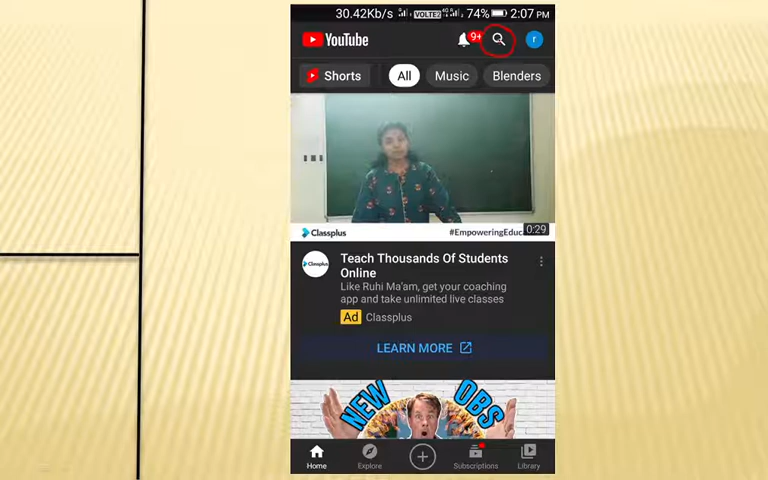 30.42Kb/s VOLTE 4G 74% 2:07 PM
YouTube 9+ r
Shorts All Music Blenders
Classplus #EmpoweringEduc 0:29
Classplus
Teach Thousands Of Students
Online
Like Ruhi Ma'am, get your coaching
app and take unlimited live classes
Ad Classplus
LEARN MORE
NEW OBS
Home Explore Subscriptions Library